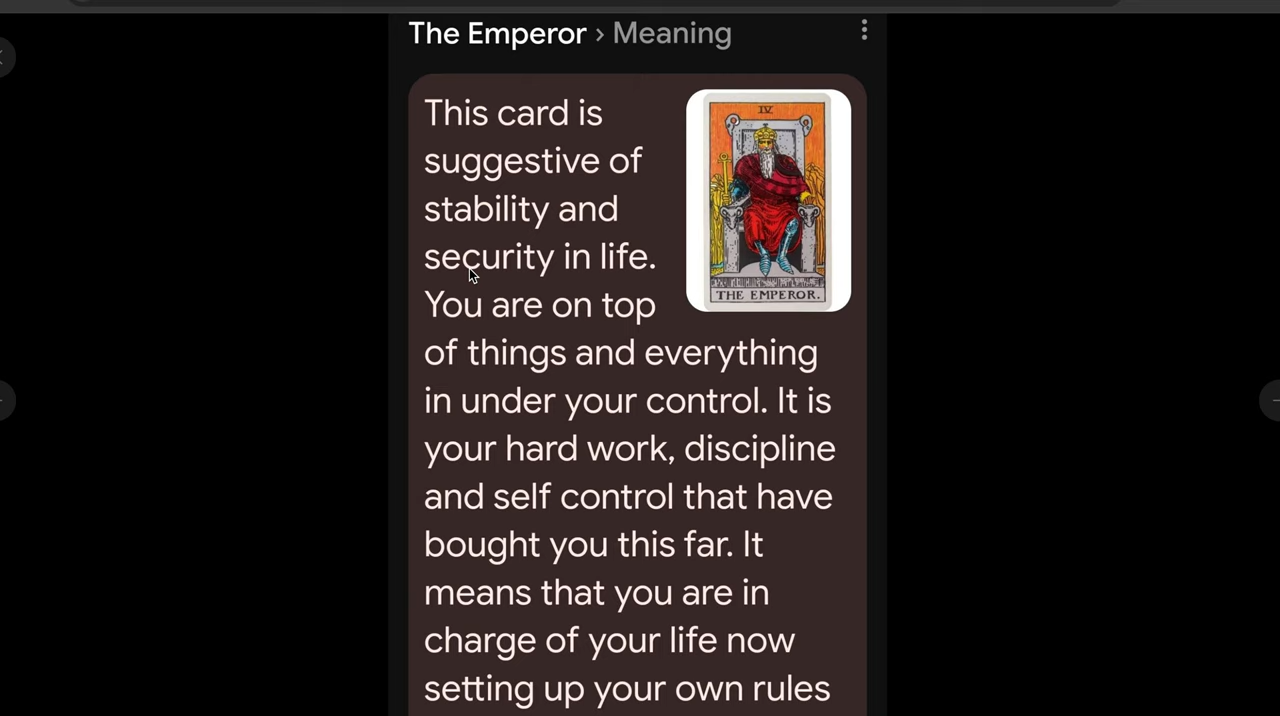 The Emperor › Meaning
This card is
suggestive of
stability and
security in life.
You are on top
of things and everything
in under your control. It is
your hard work, discipline
and self control that have
bought you this far. It
means that you are in
charge of your life now
setting up your own rules
IV
THE EMPEROR.